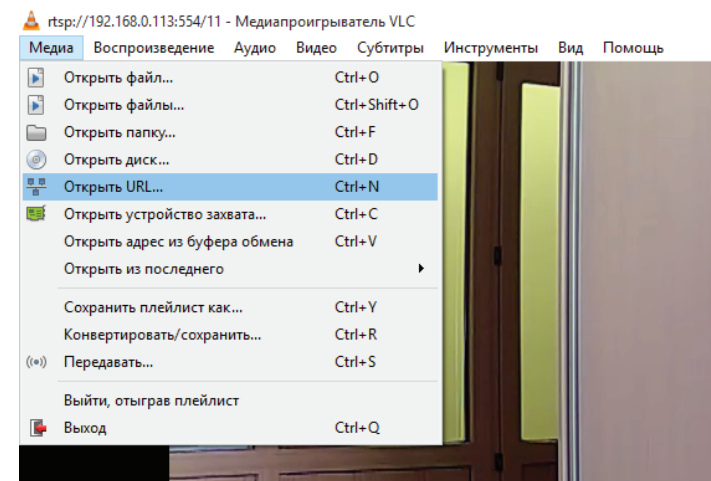 rtsp://192.168.0.113:554/11 - Медиапроигрыватель VLC
Медиа Воспроизведение Аудио Видео Субтитры Инструменты Вид Помощь
Открыть файл... Ctrl+O
Открыть файлы... Ctrl+Shift+O
Открыть папку... Ctrl+F
Открыть диск... Ctrl+D
Открыть URL... Ctrl+N
Открыть устройство захвата... Ctrl+C
Открыть адрес из буфера обмена Ctrl+V
Открыть из последнего
Сохранить плейлист как... Ctrl+Y
Конвертировать/сохранить... Ctrl+R
Передавать... Ctrl+S
Выйти, отыграв плейлист
Выход Ctrl+Q